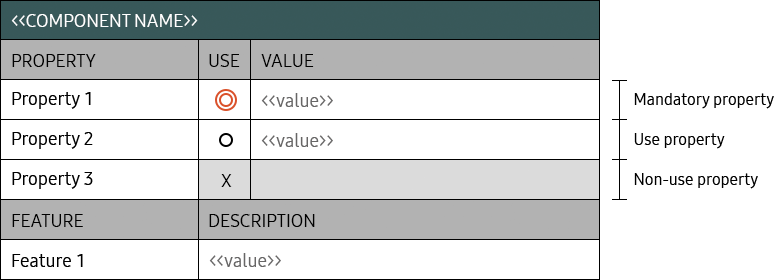 <<COMPONENT NAME>>
PROPERTY USE VALUE
Property 1 <<value>> Mandatory property
Property 2 <<value>> Use property
Property 3 X Non-use property
FEATURE DESCRIPTION
Feature 1 <<value>>